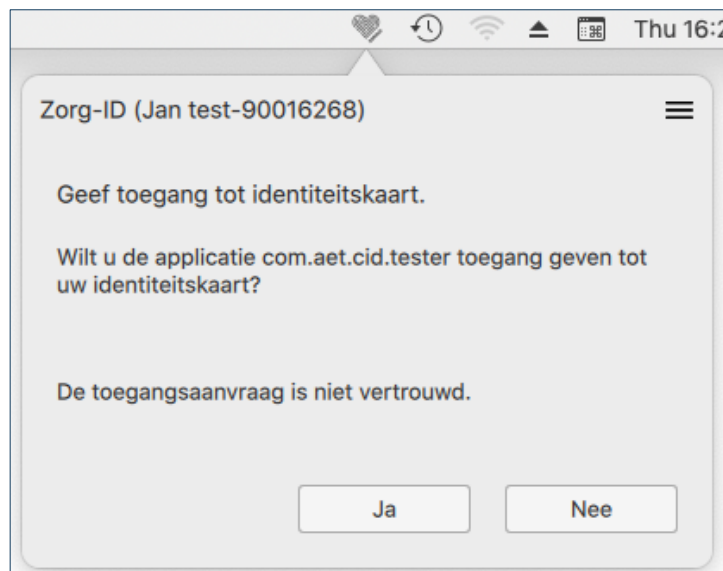 Thu 16:2
Zorg-ID (Jan test-90016268)
Geef toegang tot identiteitskaart.
Wilt u de applicatie com.aet.cid.tester toegang geven tot
uw identiteitskaart?
De toegangsaanvraag is niet vertrouwd.
Ja
Nee